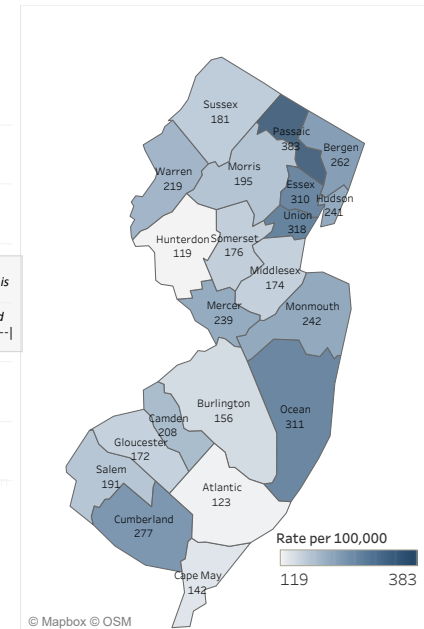 Sussex
181
Passaic
383
Bergen
262
Warren
219
Morris
195
Essex
310
Hudson
241
Union
318
Hunterdon
119
Somerset
176
Middlesex
174
Mercer
239
Monmouth
242
is
d
--|
Burlington
156
Ocean
311
Camden
208
Gloucester
172
Salem
191
Atlantic
123
Cumberland
277
Cape May
142
Rate per 100,000
119 383
© Mapbox © OSM